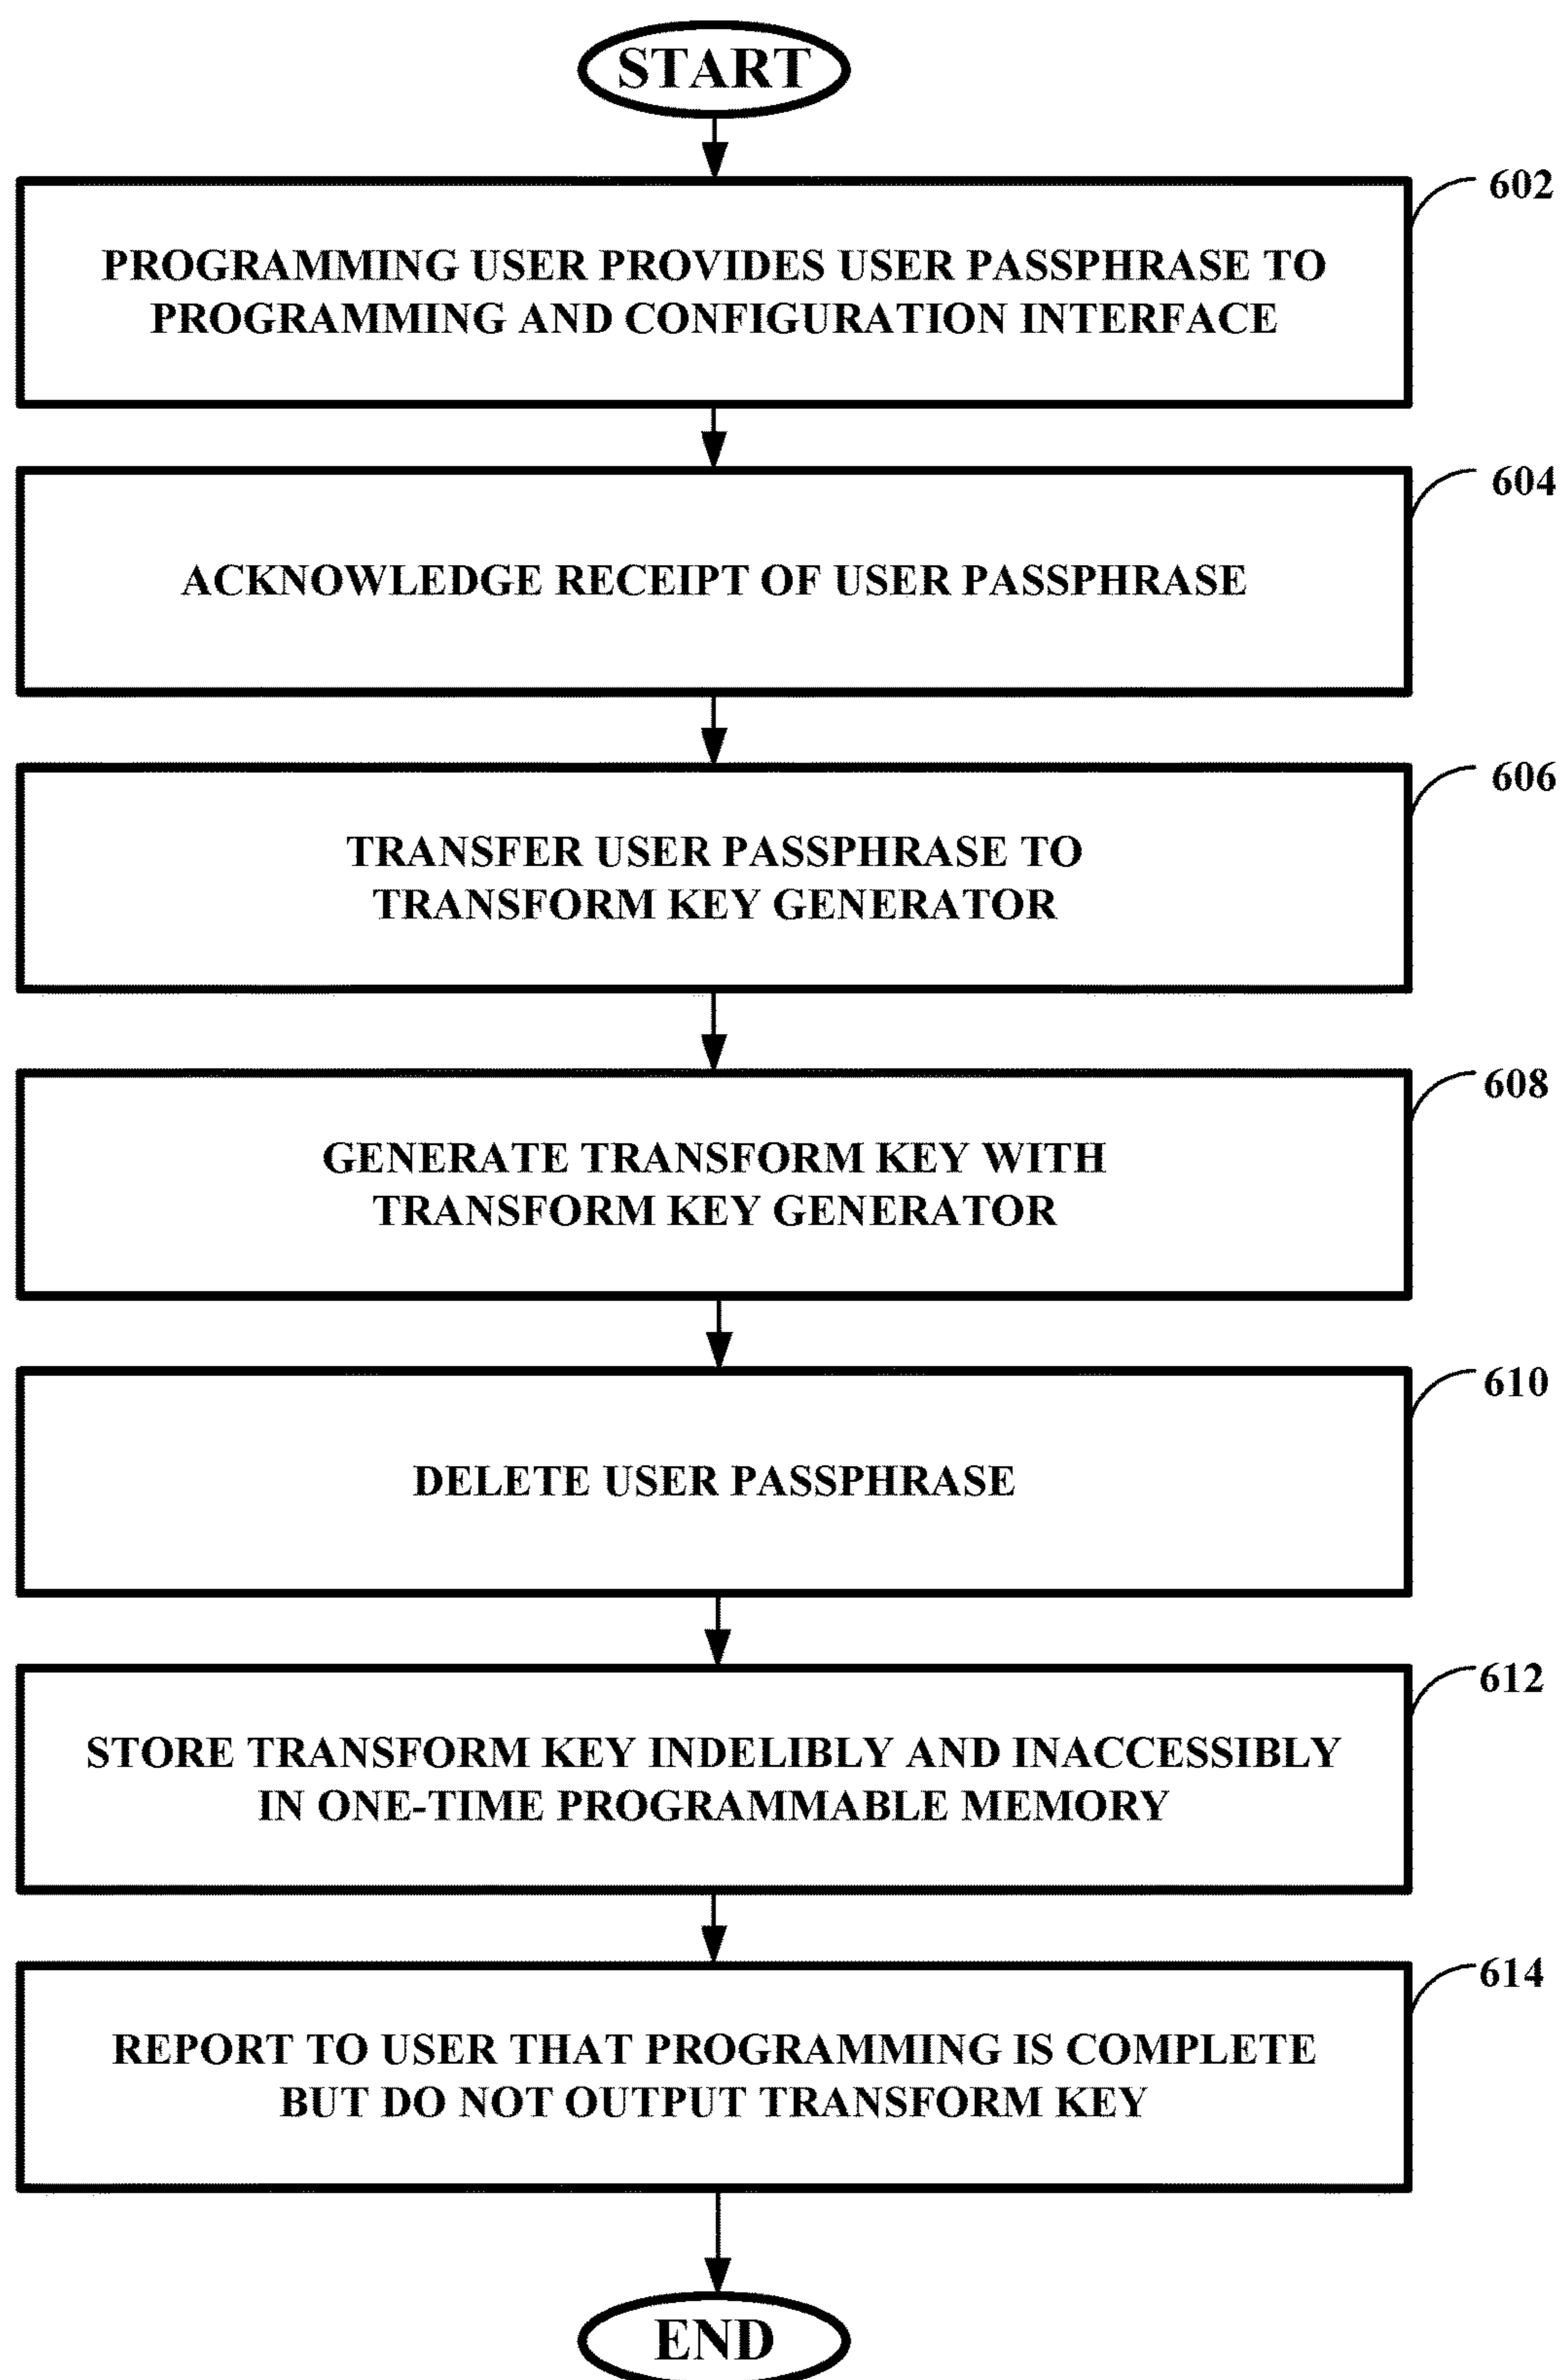 START
602
PROGRAMMING USER PROVIDES USER PASSPHRASE TO
PROGRAMMING AND CONFIGURATION INTERFACE
604
ACKNOWLEDGE RECEIPT OF USER PASSPHRASE
606
TRANSFER USER PASSPHRASE TO
TRANSFORM KEY GENERATOR
608
GENERATE TRANSFORM KEY WITH
TRANSFORM KEY GENERATOR
610
DELETE USER PASSPHRASE
612
STORE TRANSFORM KEY INDELIBLY AND INACCESSIBLY
IN ONE-TIME PROGRAMMABLE MEMORY
614
REPORT TO USER THAT PROGRAMMING IS COMPLETE
BUT DO NOT OUTPUT TRANSFORM KEY
END